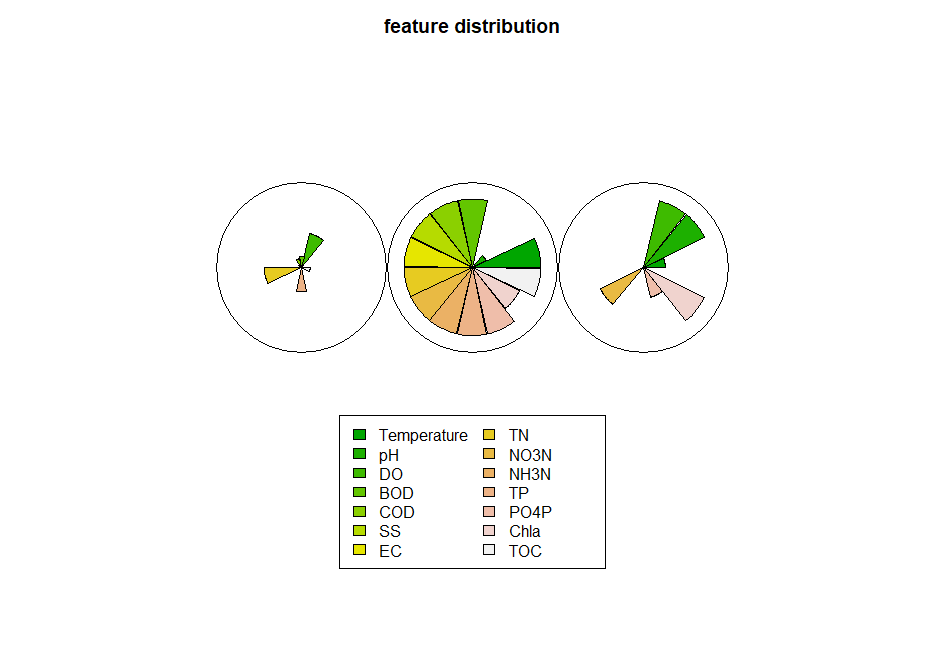 feature distribution
Temperature TN
pH NO3N
DO NH3N
BOD TP
COD PO4P
SS Chla
EC TOC